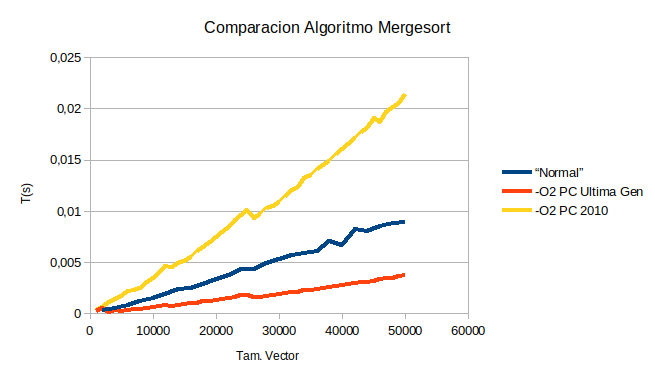 Comparacion Algoritmo Mergesort
0,025
0,02
0,015
0,01
0,005
0
T(s)
0 10000 20000 30000 40000 50000 60000
Tam. Vector
“Normal”
-O2 PC Ultima Gen
-O2 PC 2010